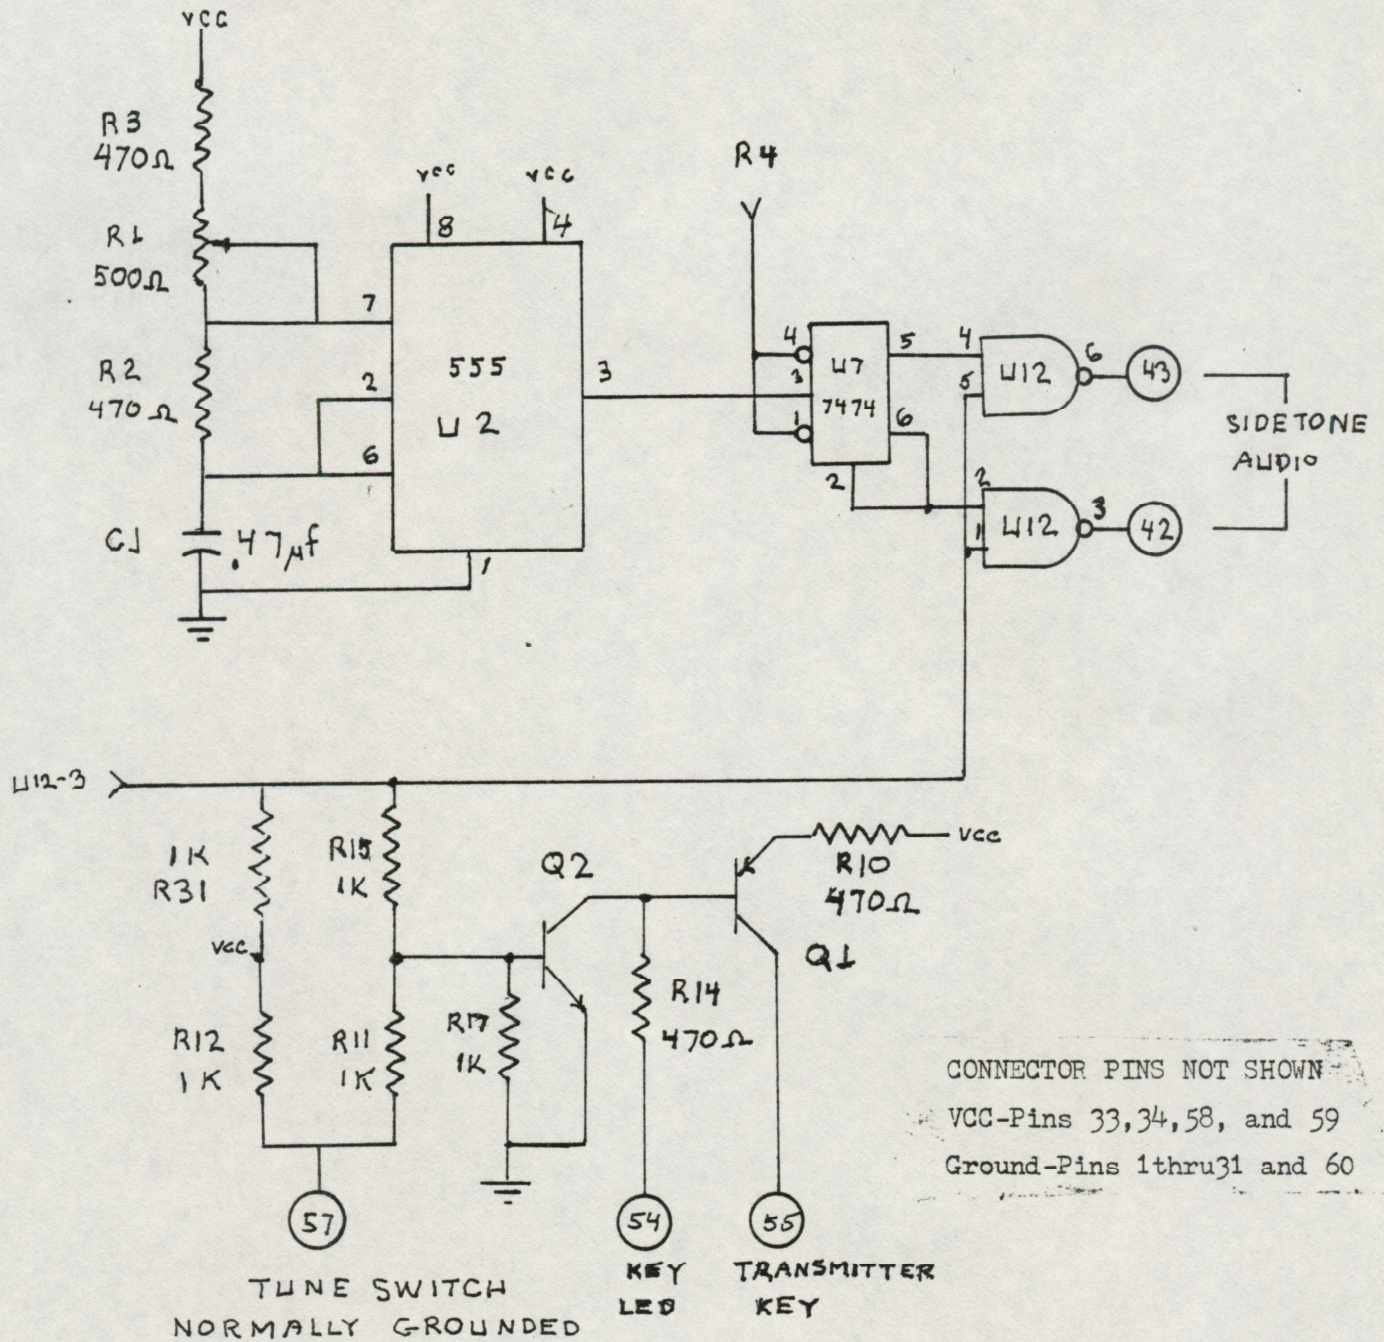 VCC
R3
470Ω
R1
500Ω
R2
470Ω
C1
.47µf
VCC
VCC
8
4
7
2
6
3
1
555
U2
R4
4
3
1
U7
7474
5
6
2
4
5
U12
6
43
2
1
U12
3
42
SIDETONE
AUDIO
U12-3
1K
R31
VCC
R12
1K
R15
1K
R11
1K
R17
1K
Q2
R14
470Ω
VCC
R10
470Ω
Q1
57
54
55
TUNE SWITCH
NORMALLY GROUNDED
KEY
LED
TRANSMITTER
KEY
CONNECTOR PINS NOT SHOWN
VCC-Pins 33,34,58, and 59
Ground-Pins 1thru31 and 60